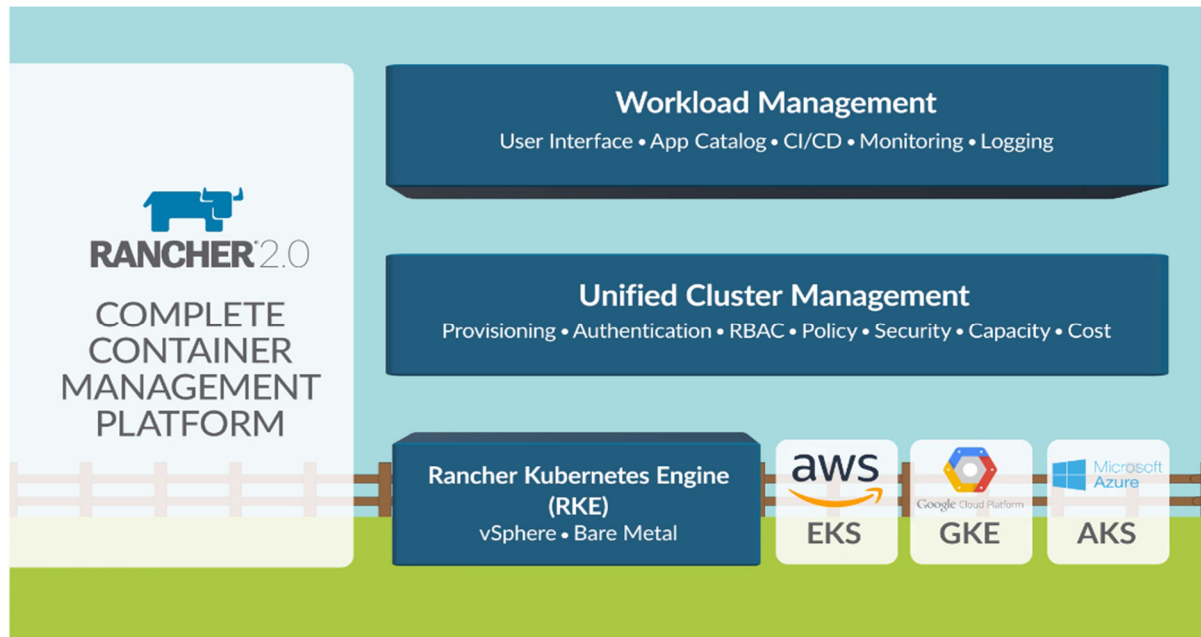 RANCHER® 2.0
COMPLETE
CONTAINER
MANAGEMENT
PLATFORM
Workload Management
User Interface • App Catalog • CI/CD • Monitoring • Logging
Unified Cluster Management
Provisioning • Authentication • RBAC • Policy • Security • Capacity • Cost
Rancher Kubernetes Engine
(RKE)
vSphere • Bare Metal
aws
EKS
Google Cloud Platform
GKE
Microsoft
Azure
AKS